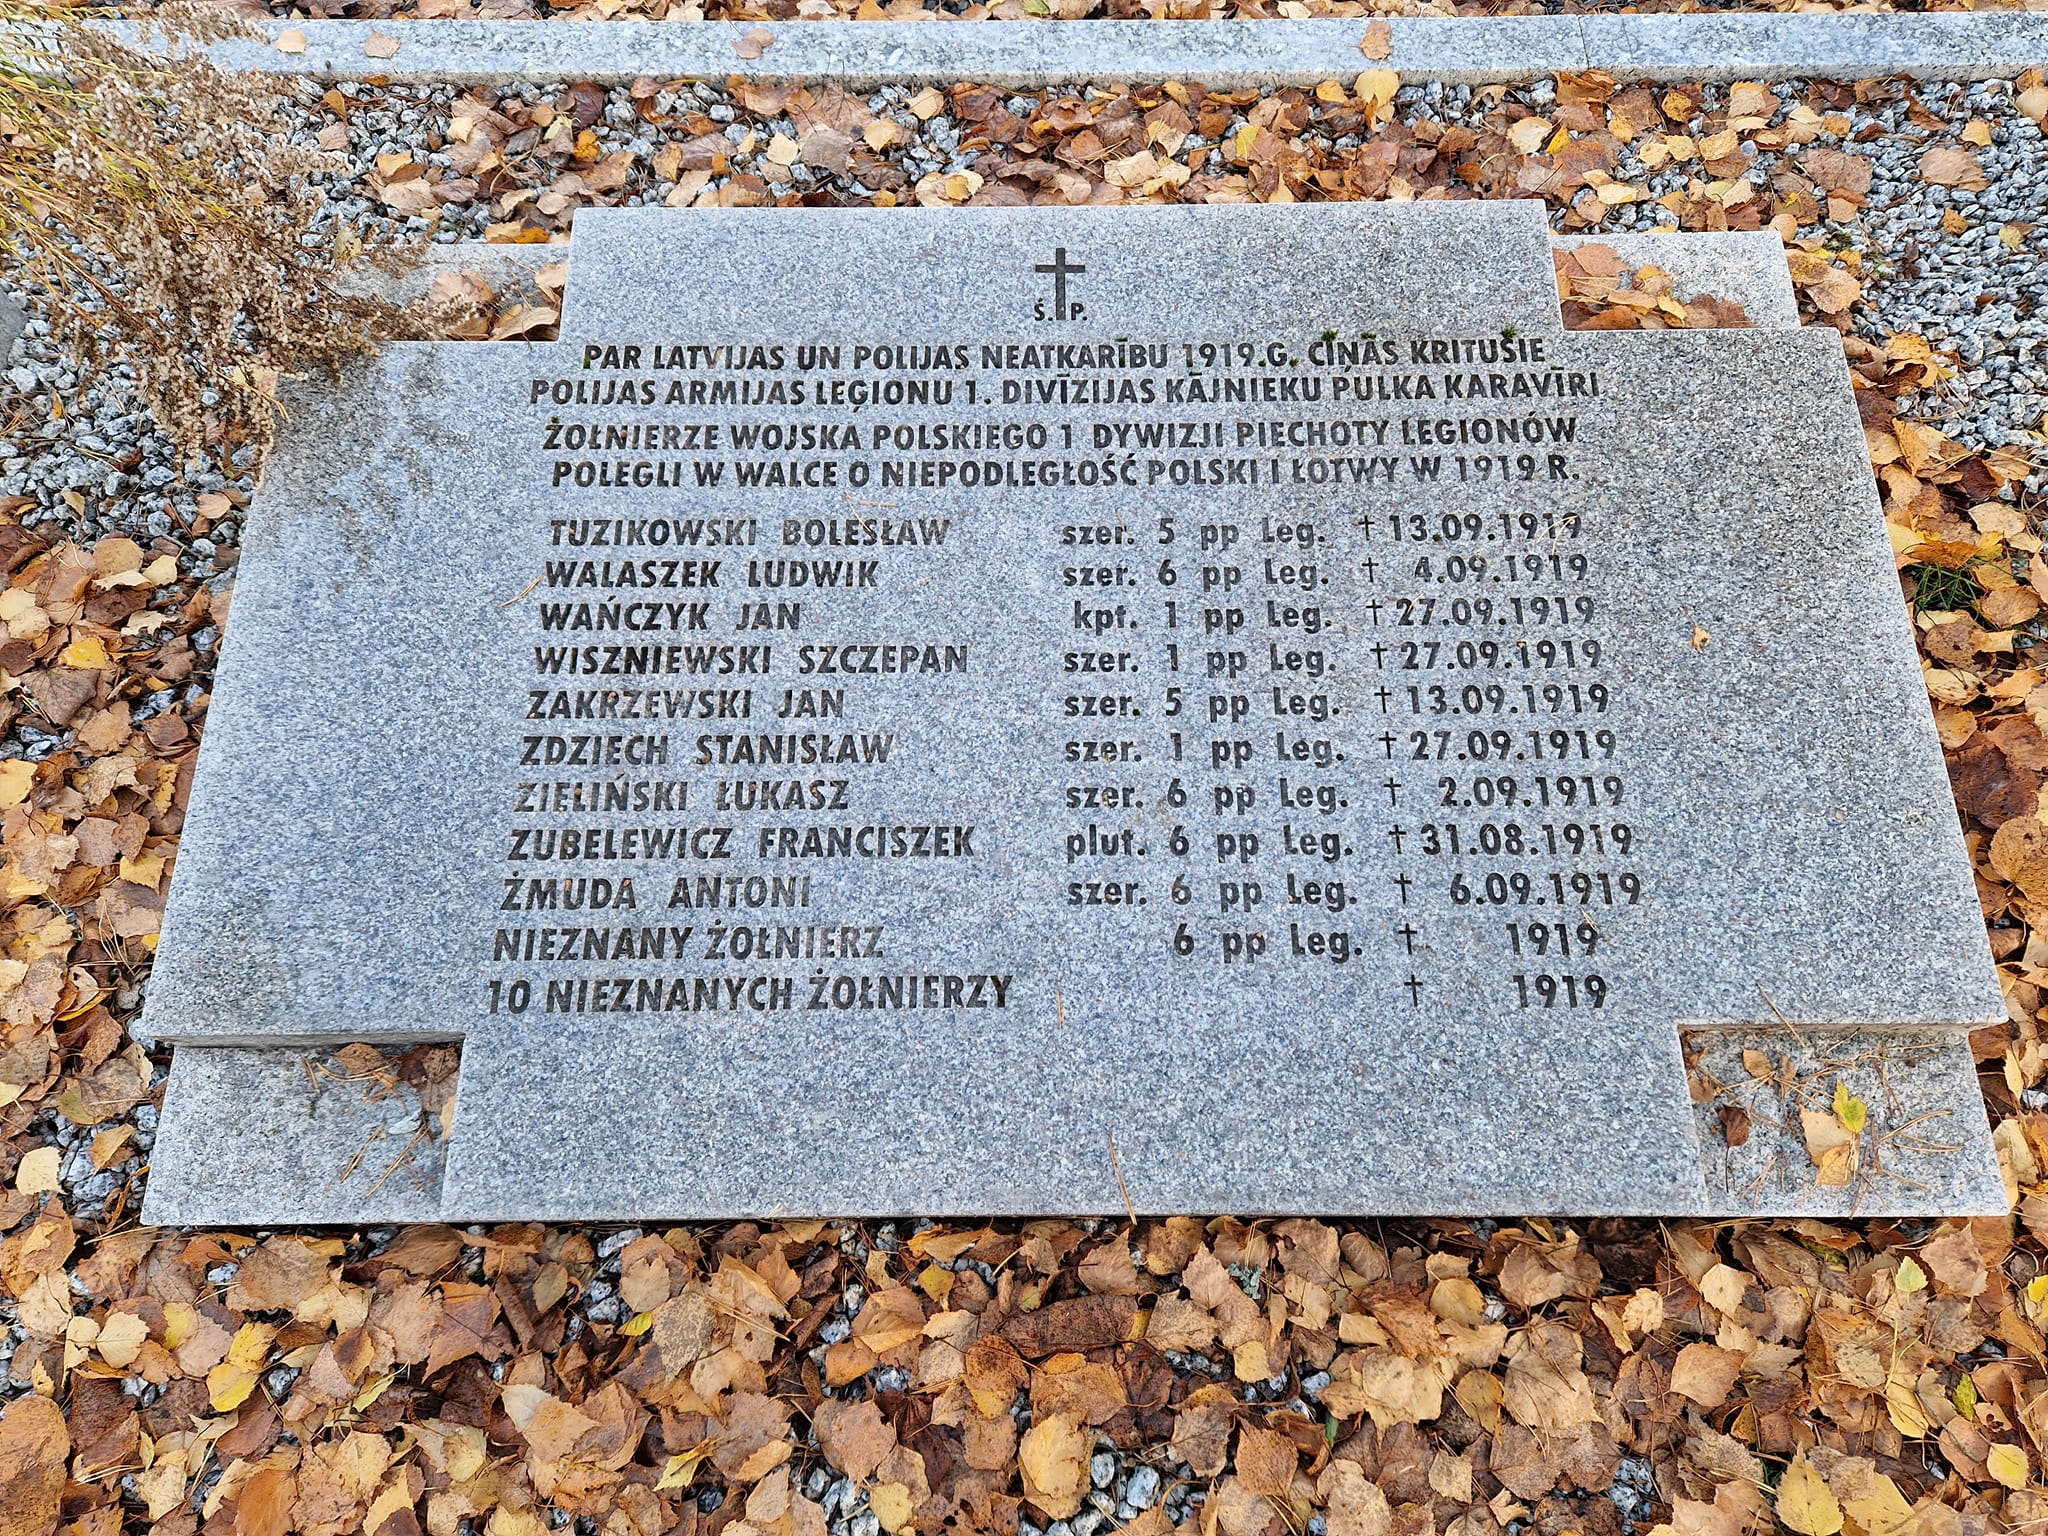 Ś. P.
PAR LATVIJAS UN POLIJAS NEATKARĪBU 1919.G. CĪŅĀS KRITUŠIE
POLIJAS ARMIJAS LEĢIONU 1. DIVĪZIJAS KĀJNIEKU PULKA KARAVĪRI
ŻOŁNIERZE WOJSKA POLSKIEGO 1 DYWIZJI PIECHOTY LEGIONÓW
POLEGLI W WALCE O NIEPODLEGŁOŚĆ POLSKI I ŁOTWY W 1919 R.
TUZIKOWSKI BOLESŁAW szer. 5 pp Leg. † 13.09.1919
WALASZEK LUDWIK szer. 6 pp Leg. † 4.09.1919
WAŃCZYK JAN kpt. 1 pp Leg. † 27.09.1919
WISZNIEWSKI SZCZEPAN szer. 1 pp Leg. † 27.09.1919
ZAKRZEWSKI JAN szer. 5 pp Leg. † 13.09.1919
ZDZIECH STANISŁAW szer. 1 pp Leg. † 27.09.1919
ZIELIŃSKI ŁUKASZ szer. 6 pp Leg. † 2.09.1919
ZUBELEWICZ FRANCISZEK plut. 6 pp Leg. † 31.08.1919
ŻMUDA ANTONI szer. 6 pp Leg. † 6.09.1919
NIEZNANY ŻOŁNIERZ 6 pp Leg. † 1919
10 NIEZNANYCH ŻOŁNIERZY † 1919